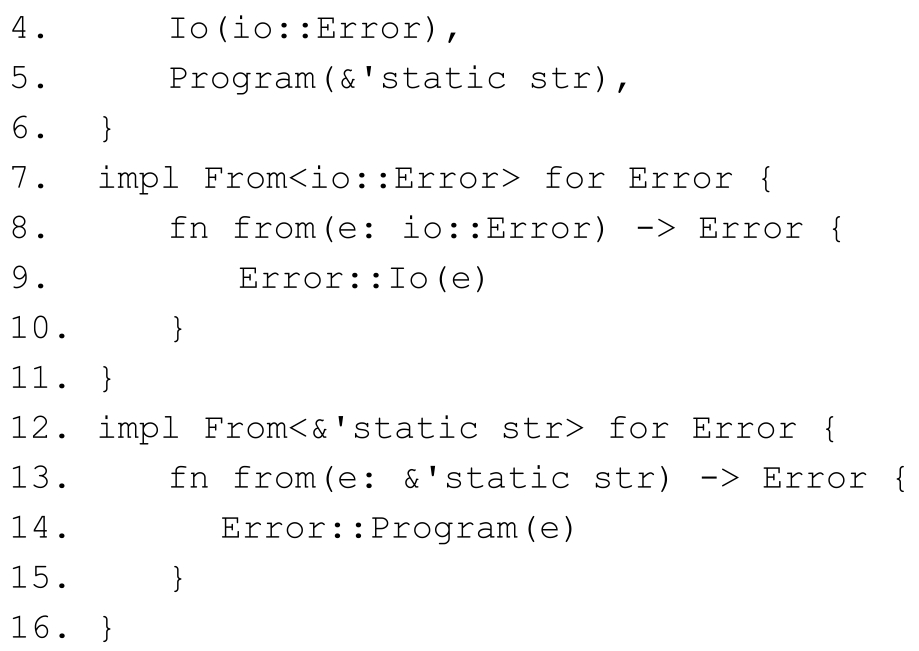 4.      Io(io::Error),
5.      Program(&'static str),
6.  }
7.  impl From<io::Error> for Error {
8.      fn from(e: io::Error) -> Error {
9.          Error::Io(e)
10.     }
11. }
12. impl From<&'static str> for Error {
13.     fn from(e: &'static str) -> Error {
14.        Error::Program(e)
15.     }
16. }